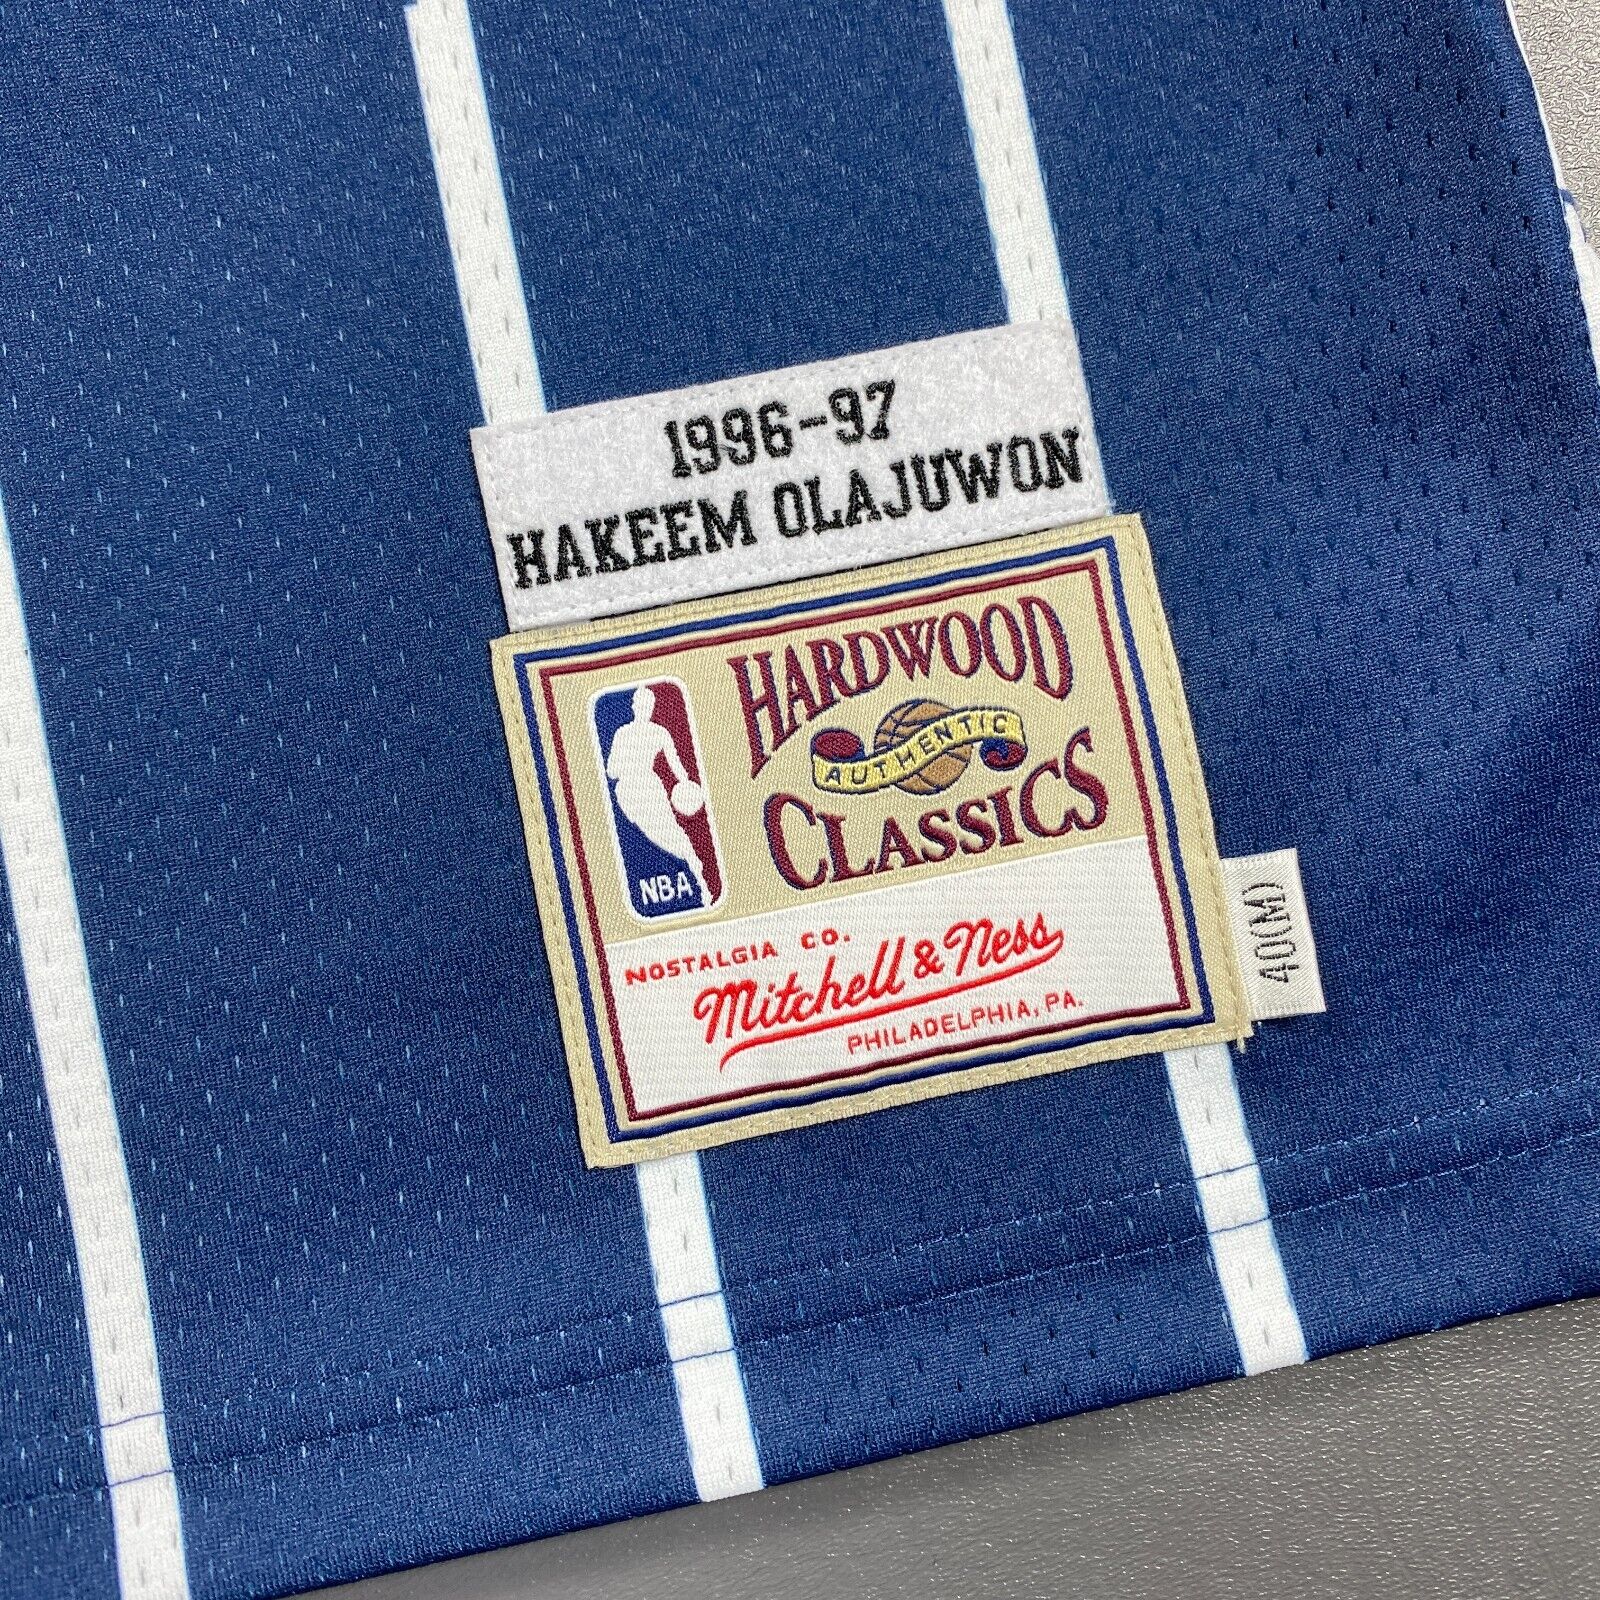 1996-97
HAKEEM OLAJUWON
HARDWOOD
AUTHENTIC
CLASSICS
NBA
NOSTALGIA CO.
Mitchell & Ness
PHILADELPHIA, PA.
40(M)